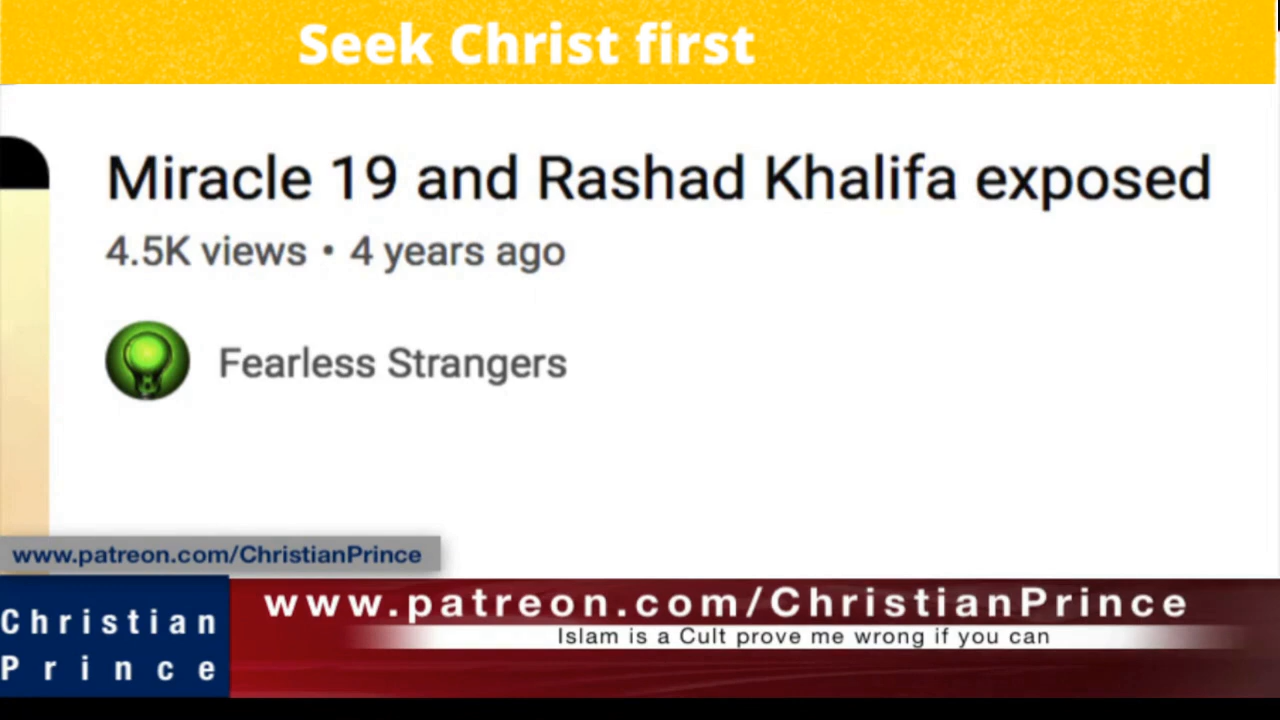 Seek Christ first
Miracle 19 and Rashad Khalifa exposed
4.5K views • 4 years ago
Fearless Strangers
www.patreon.com/ChristianPrince
Christian
Prince
www.patreon.com/ChristianPrince
Islam is a Cult prove me wrong if you can